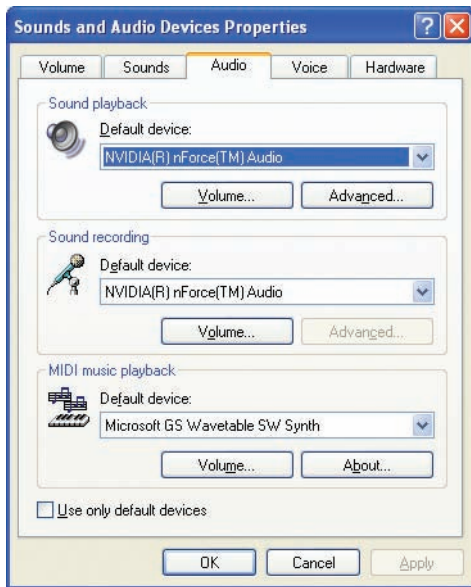 Sounds and Audio Devices Properties
Volume Sounds Audio Voice Hardware
Sound playback
Default device:
NVIDIA(R) nForce(TM) Audio
Volume... Advanced...
Sound recording
Default device:
NVIDIA(R) nForce(TM) Audio
Volume... Advanced...
MIDI music playback
Default device:
Microsoft GS Wavetable SW Synth
Volume... About...
Use only default devices
OK Cancel Apply